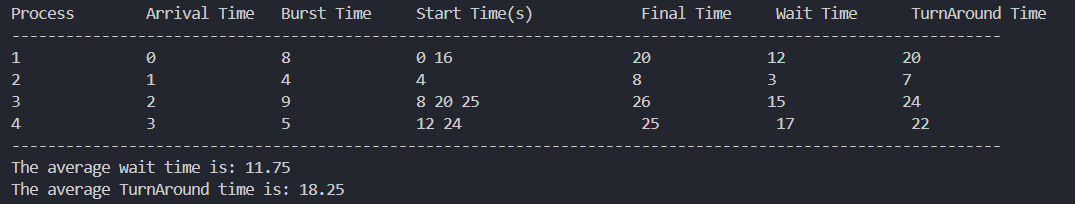 Process Arrival Time Burst Time Start Time(s) Final Time Wait Time TurnAround Time
--------------------------------------------------------------------------------------------------------------
1 0 8 0 16 20 12 20
2 1 4 4 8 3 7
3 2 9 8 20 25 26 15 24
4 3 5 12 24 25 17 22
--------------------------------------------------------------------------------------------------------------
The average wait time is: 11.75
The average TurnAround time is: 18.25